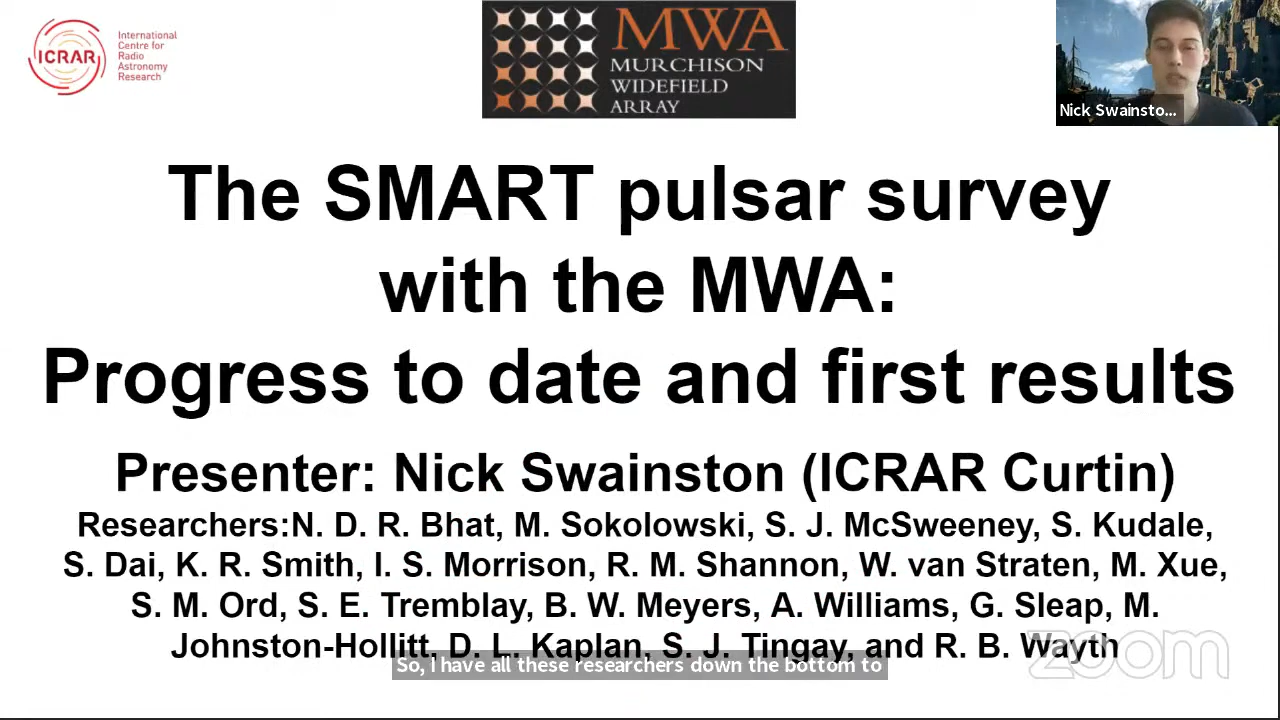 ICRAR
International
Centre for
Radio
Astronomy
Research
MWA
MURCHISON
WIDEFIELD
ARRAY
Nick Swainsto...
The SMART pulsar survey
with the MWA:
Progress to date and first results
Presenter: Nick Swainston (ICRAR Curtin)
Researchers:N. D. R. Bhat, M. Sokolowski, S. J. McSweeney, S. Kudale,
S. Dai, K. R. Smith, I. S. Morrison, R. M. Shannon, W. van Straten, M. Xue,
S. M. Ord, S. E. Tremblay, B. W. Meyers, A. Williams, G. Sleap, M.
Johnston-Hollitt, D. L. Kaplan, S. J. Tingay, and R. B. Wayth
So, I have all these researchers down the bottom to
zoom